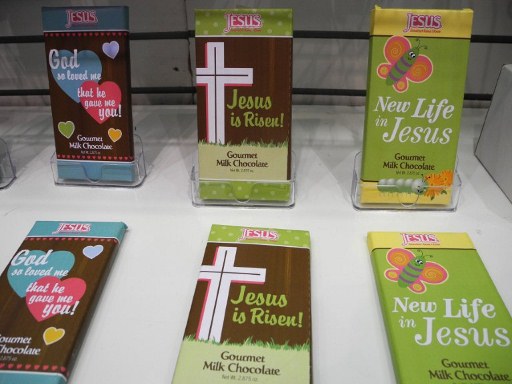 JESUS
God
so loved me
that he
gave me
you!
Gourmet
Milk Chocolate
JESUS
Jesus
is Risen!
Gourmet
Milk Chocolate
JESUS
New Life
in Jesus
Gourmet
Milk Chocolate
JESUS
God
so loved me
that he
gave me
you!
Gourmet
Milk Chocolate
JESUS
Jesus
is Risen!
Gourmet
Milk Chocolate
JESUS
New Life
in Jesus
Gourmet
Milk Chocolate